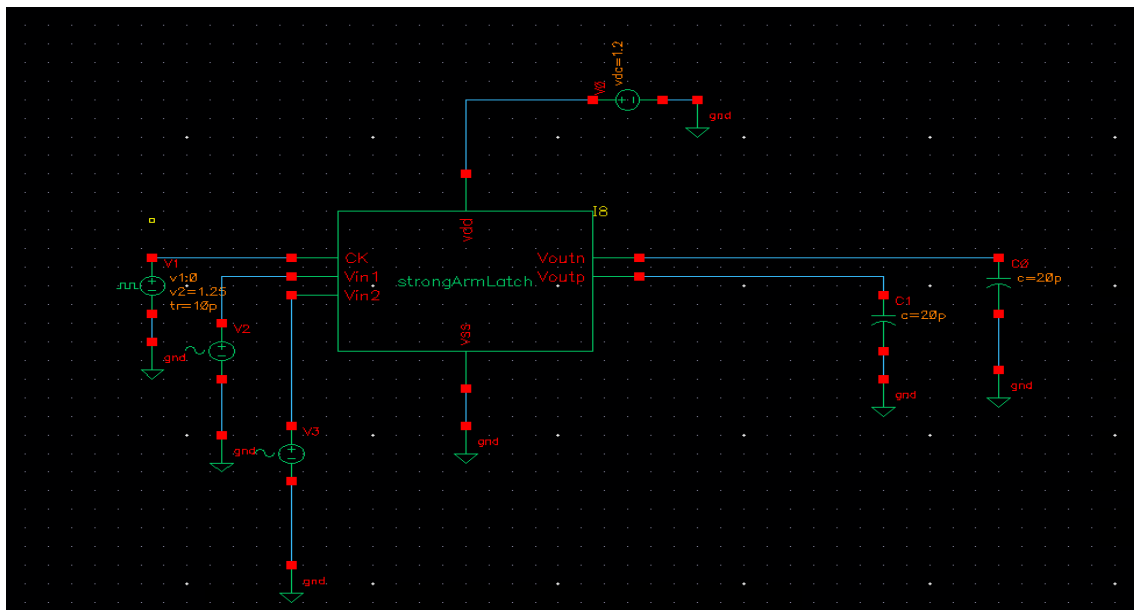 vdc=1.2
V0
gnd
I8
vdd
V1
CK
Voutn
C0
v1:0
Vin1
Voutp
c=20p
v2=1.25
Vin2
strongArmLatch
tr=10p
C1
V2
c=20p
vss
gnd
gnd
gnd
V3
gnd
gnd
gnd
gnd